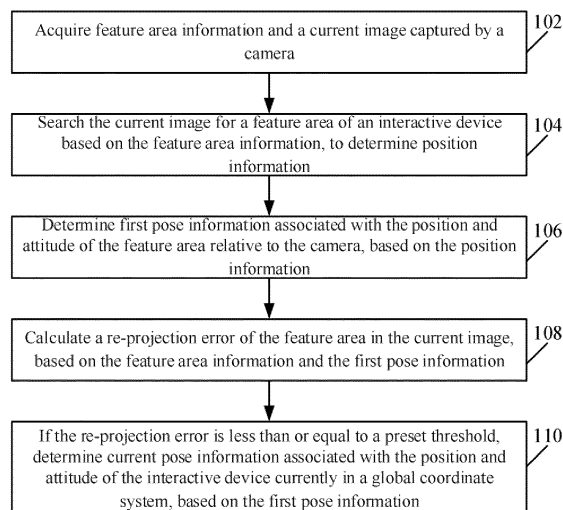 Acquire feature area information and a current image captured by a
camera
102
Search the current image for a feature area of an interactive device
based on the feature area information, to determine position
information
104
Determine first pose information associated with the position and
attitude of the feature area relative to the camera, based on the position
information
106
Calculate a re-projection error of the feature area in the current image,
based on the feature area information and the first pose information
108
If the re-projection error is less than or equal to a preset threshold,
determine current pose information associated with the position and
attitude of the interactive device currently in a global coordinate
system, based on the first pose information
110